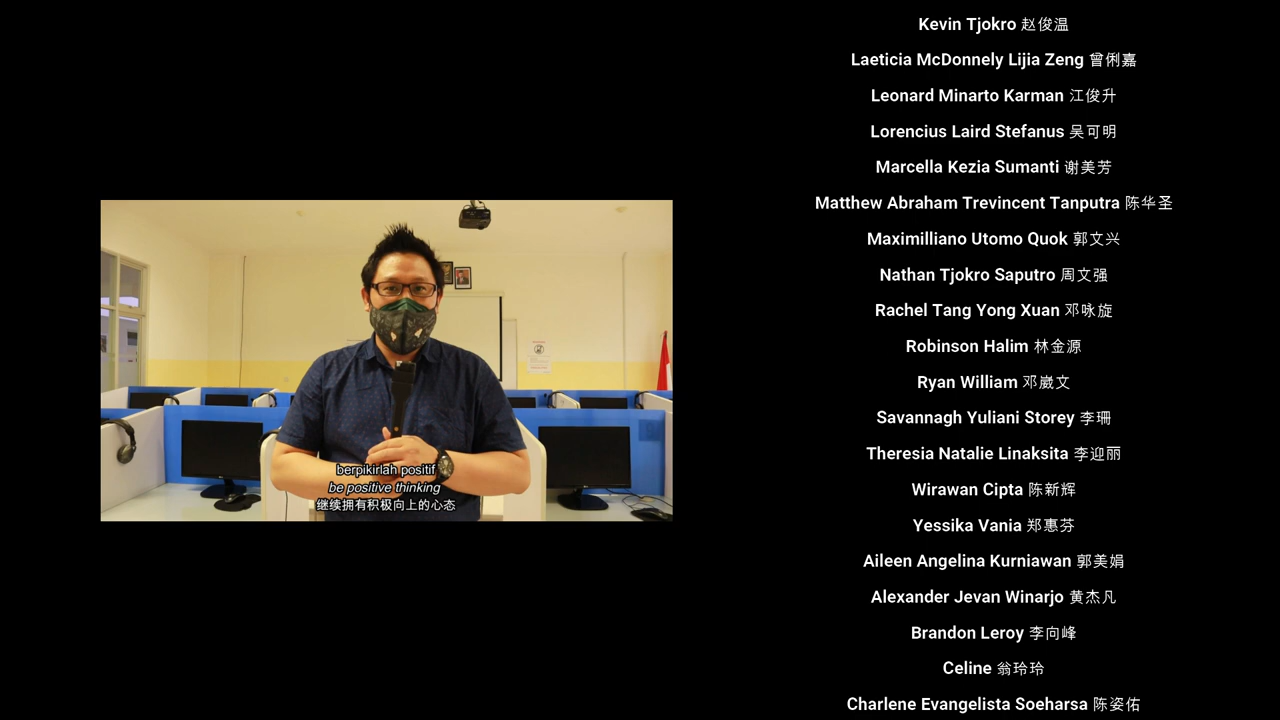 berpikirlah positif
be positive thinking
继续拥有积极向上的心态
Kevin Tjokro 赵俊温
Laeticia McDonnely Lijia Zeng 曾俐嘉
Leonard Minarto Karman 江俊升
Lorencius Laird Stefanus 吴可明
Marcella Kezia Sumanti 谢美芳
Matthew Abraham Trevincent Tanputra 陈华圣
Maximilliano Utomo Quok 郭文兴
Nathan Tjokro Saputro 周文强
Rachel Tang Yong Xuan 邓咏旋
Robinson Halim 林金源
Ryan William 邓崴文
Savannagh Yuliani Storey 李珊
Theresia Natalie Linaksita 李迎丽
Wirawan Cipta 陈新辉
Yessika Vania 郑惠芬
Aileen Angelina Kurniawan 郭美娟
Alexander Jevan Winarjo 黄杰凡
Brandon Leroy 李向峰
Celine 翁玲玲
Charlene Evangelista Soeharsa 陈姿佑